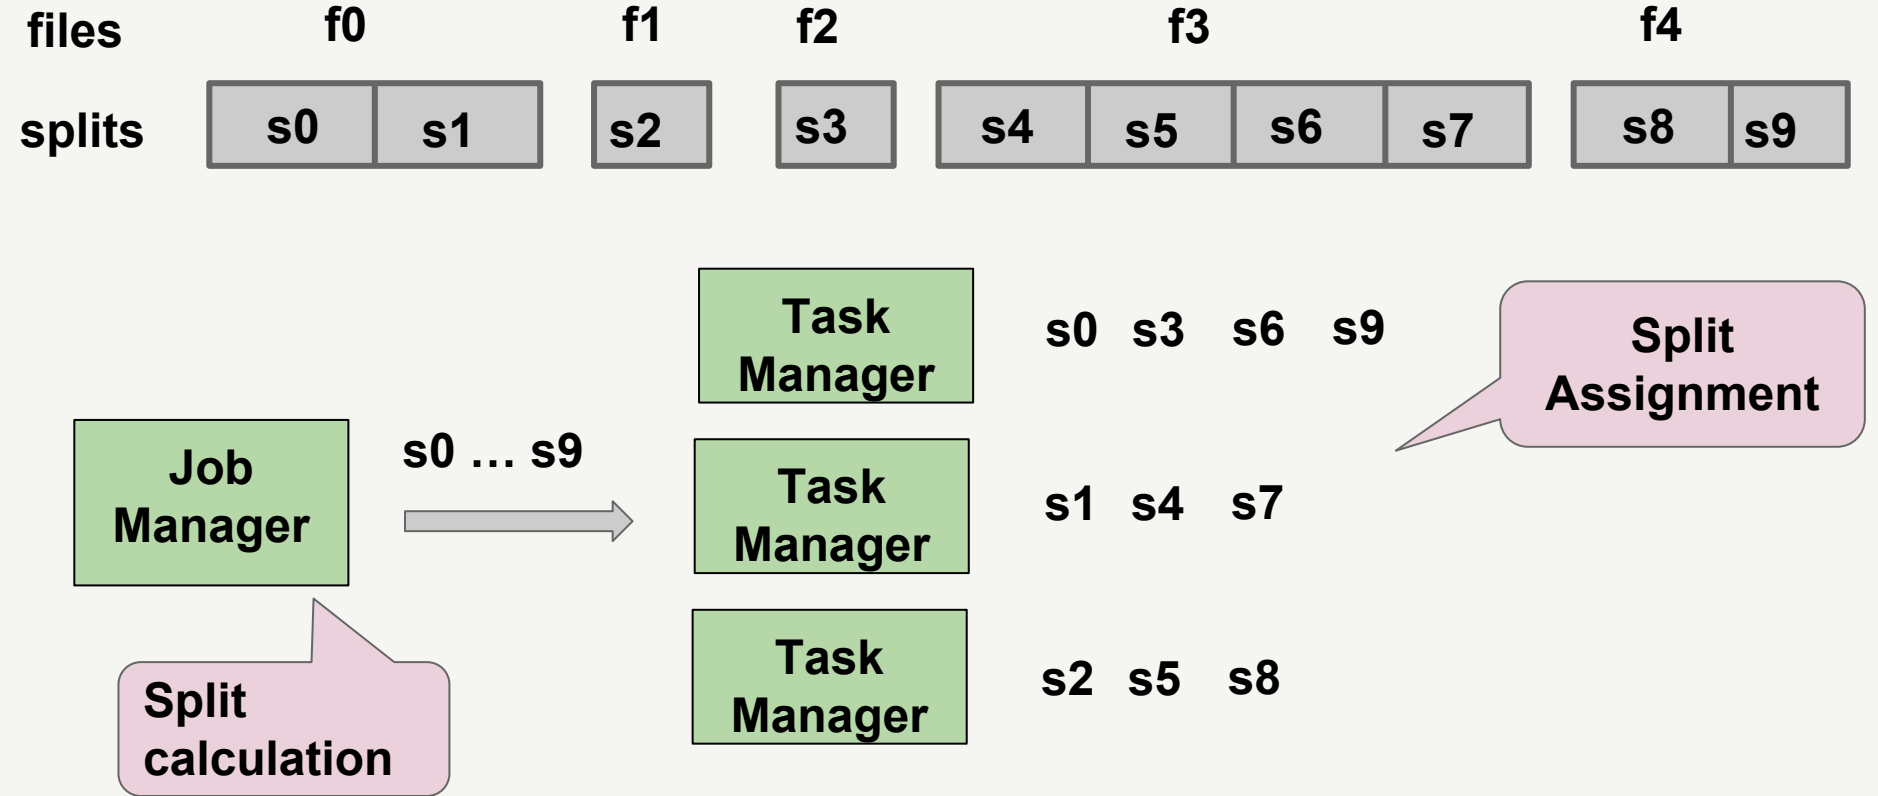 files f0 f1 f2 f3 f4
splits s0 s1 s2 s3 s4 s5 s6 s7 s8 s9
Task
Manager
s0 s3 s6 s9
Split
Assignment
Job
Manager
s0 … s9
Task
Manager
s1 s4 s7
Task
Manager
s2 s5 s8
Split
calculation